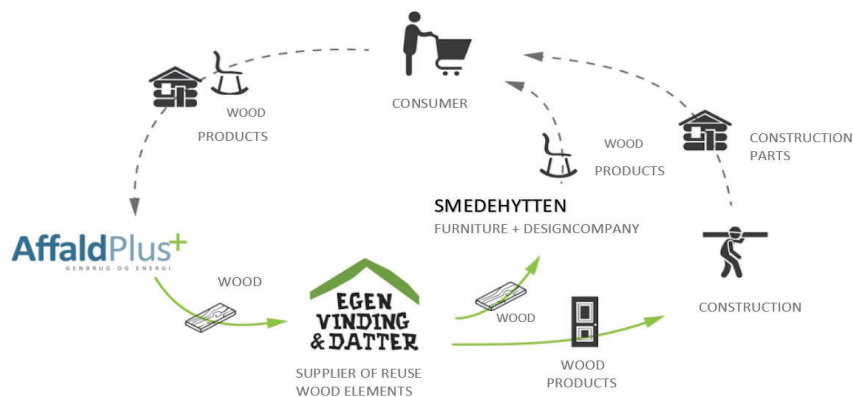 CONSUMER
WOOD
PRODUCTS
WOOD
PRODUCTS
CONSTRUCTION
PARTS
SMEDEHYTTEN
FURNITURE + DESIGNCOMPANY
AffaldPlus+
GENBRUG OG ENERGI
WOOD
EGEN
VINDING
& DATTER
SUPPLIER OF REUSE
WOOD ELEMENTS
WOOD
CONSTRUCTION
WOOD
PRODUCTS